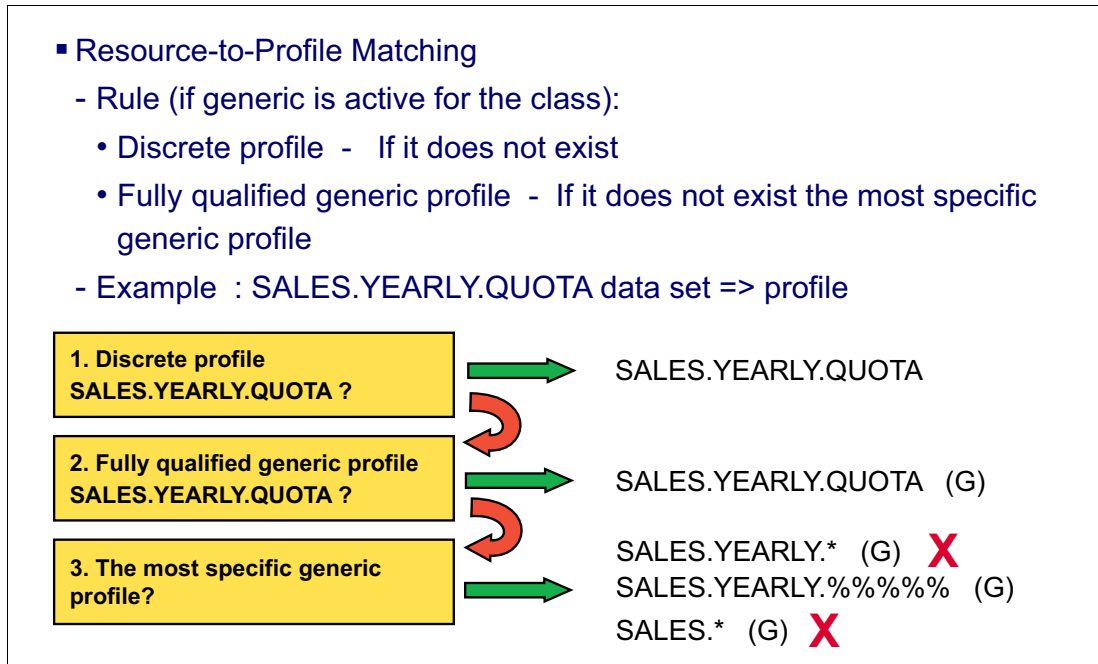 ▪ Resource-to-Profile Matching
- Rule (if generic is active for the class):
• Discrete profile - If it does not exist
• Fully qualified generic profile - If it does not exist the most specific
generic profile
- Example : SALES.YEARLY.QUOTA data set => profile
1. Discrete profile
SALES.YEARLY.QUOTA ?
SALES.YEARLY.QUOTA
2. Fully qualified generic profile
SALES.YEARLY.QUOTA ?
SALES.YEARLY.QUOTA (G)
3. The most specific generic
profile?
SALES.YEARLY.* (G) X
SALES.YEARLY.%%%%% (G)
SALES.* (G) X